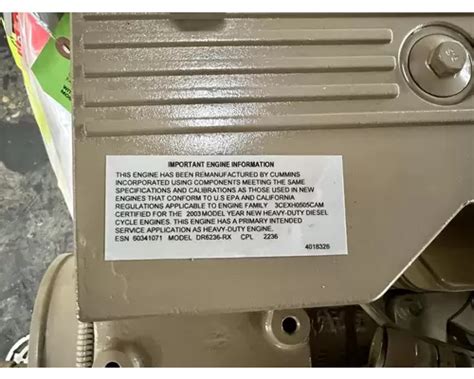 IMPORTANT ENGINE INFORMATION
THIS ENGINE HAS BEEN REMANUFACTURED BY CUMMINS
INCORPORATED USING COMPONENTS MEETING THE SAME
SPECIFICATIONS AND CALIBRATIONS AS THOSE USED IN NEW
ENGINES THAT CONFORM TO U S EPA AND CALIFORNIA
REGULATIONS APPLICABLE TO ENGINE FAMILY 3CEXH0505CAM
CERTIFIED FOR THE 2003 MODEL YEAR NEW HEAVY-DUTY DIESEL
CYCLE ENGINES. THIS ENGINE HAS A PRIMARY INTENDED
SERVICE APPLICATION AS HEAVY-DUTY ENGINE.
ESN 60341071 MODEL DR6236-RX CPL 2236
4018326